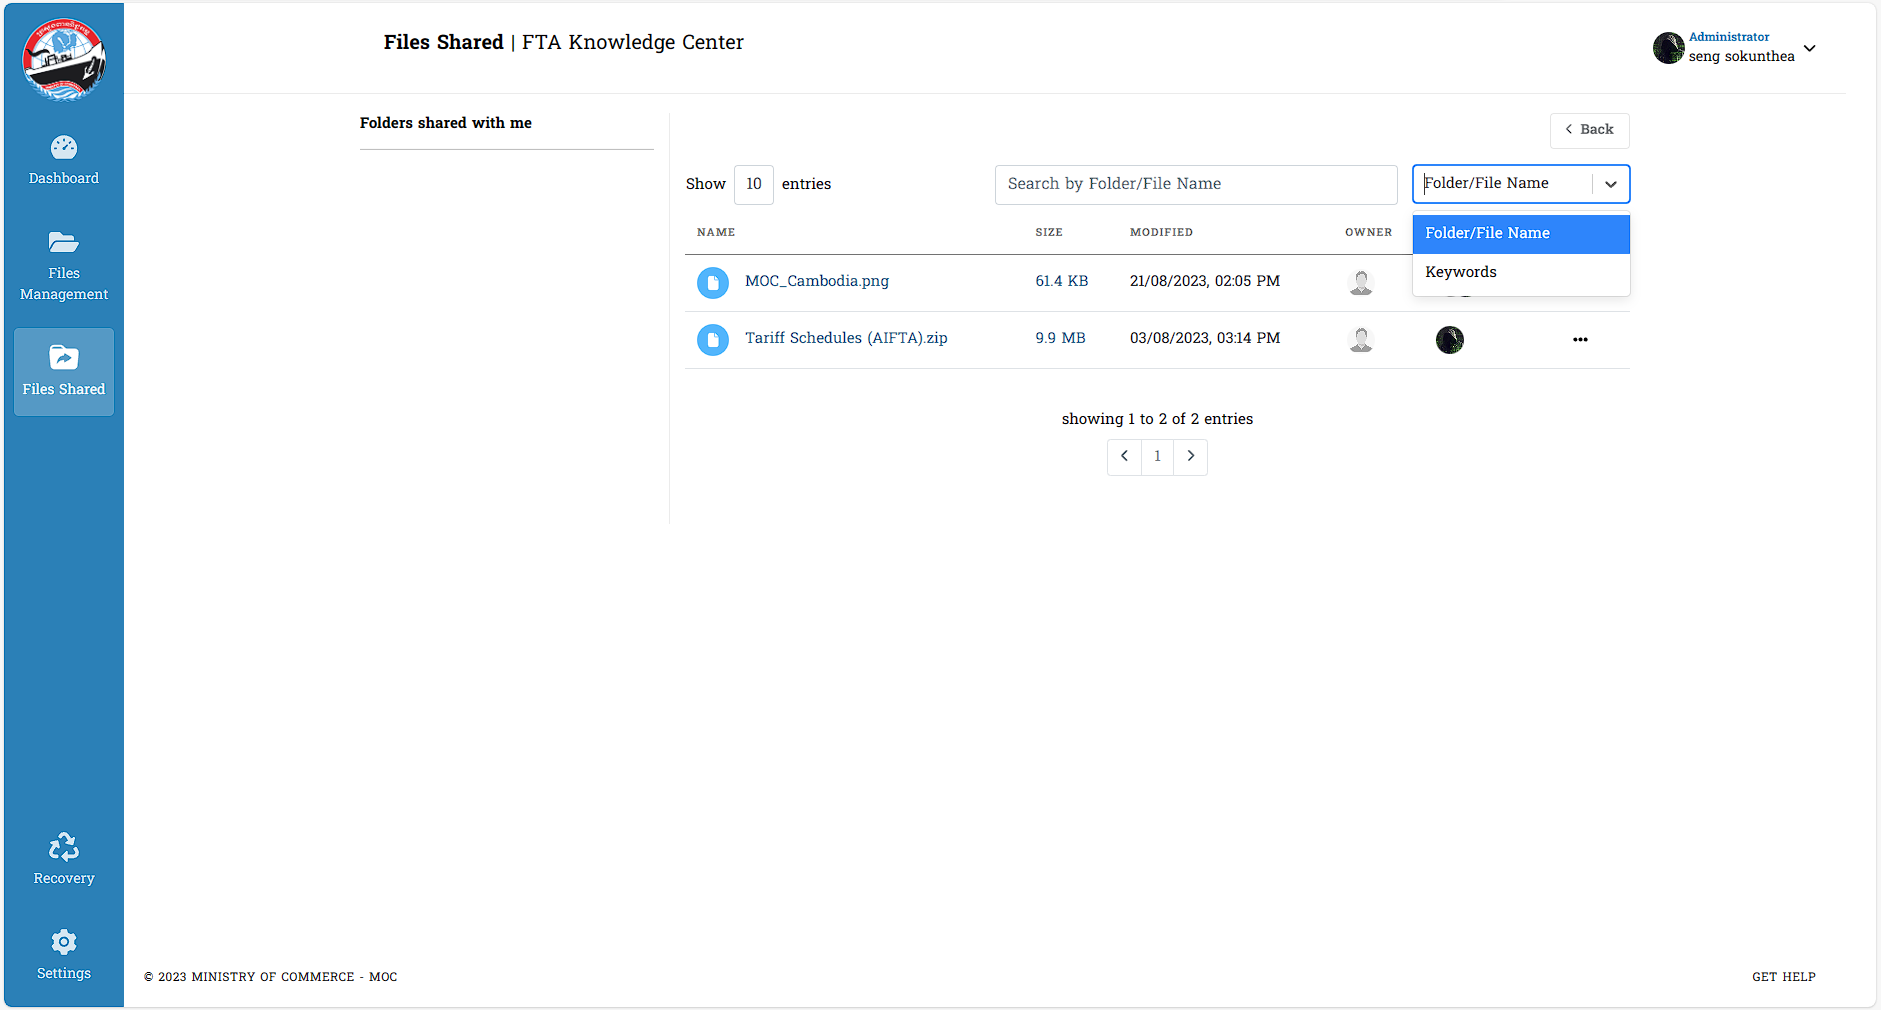 Files Shared | FTA Knowledge Center
Administrator
seng sokunthea
Dashboard
Files
Management
Files Shared
Recovery
Settings
Folders shared with me
Back
Show 10 entries
Search by Folder/File Name
Folder/File Name
Folder/File Name
Keywords
NAME SIZE MODIFIED OWNER
MOC_Cambodia.png 61.4 KB 21/08/2023, 02:05 PM
Tariff Schedules (AIFTA).zip 9.9 MB 03/08/2023, 03:14 PM
showing 1 to 2 of 2 entries
1
© 2023 MINISTRY OF COMMERCE - MOC
GET HELP